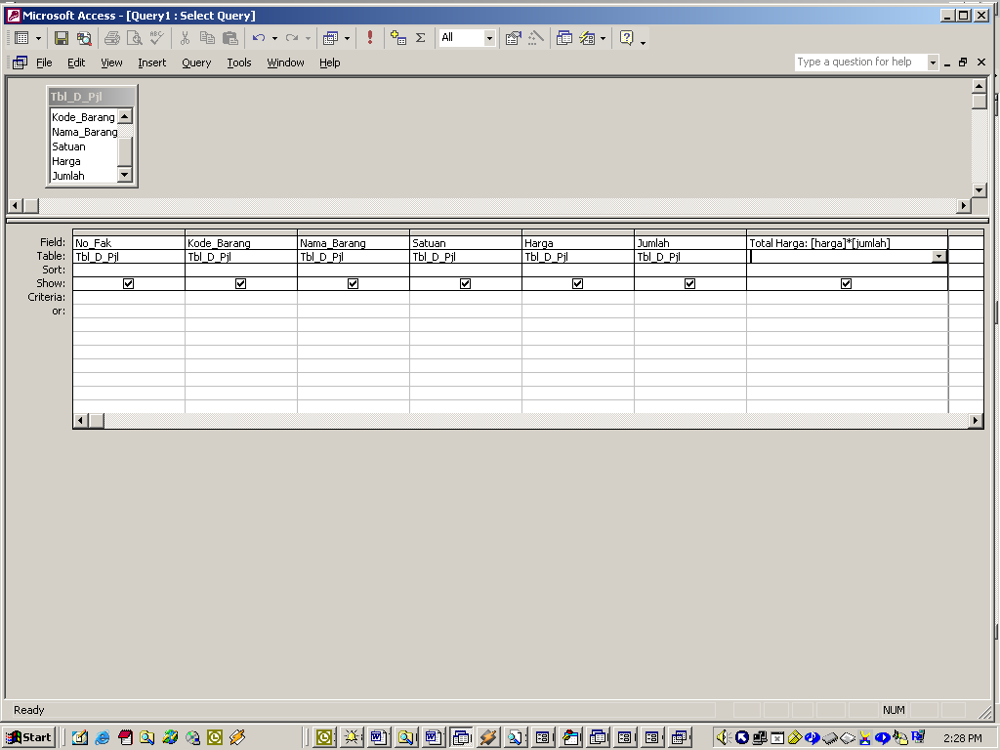 Microsoft Access - [Query1 : Select Query]
All
File Edit View Insert Query Tools Window Help
Type a question for help
Tbl_D_Pjl
Kode_Barang
Nama_Barang
Satuan
Harga
Jumlah
Field: No_Fak Kode_Barang Nama_Barang Satuan Harga Jumlah Total Harga: [harga]*[jumlah]
Table: Tbl_D_Pjl Tbl_D_Pjl Tbl_D_Pjl Tbl_D_Pjl Tbl_D_Pjl Tbl_D_Pjl
Sort:
Show:
Criteria:
or:
Ready
NUM
Start
2:28 PM